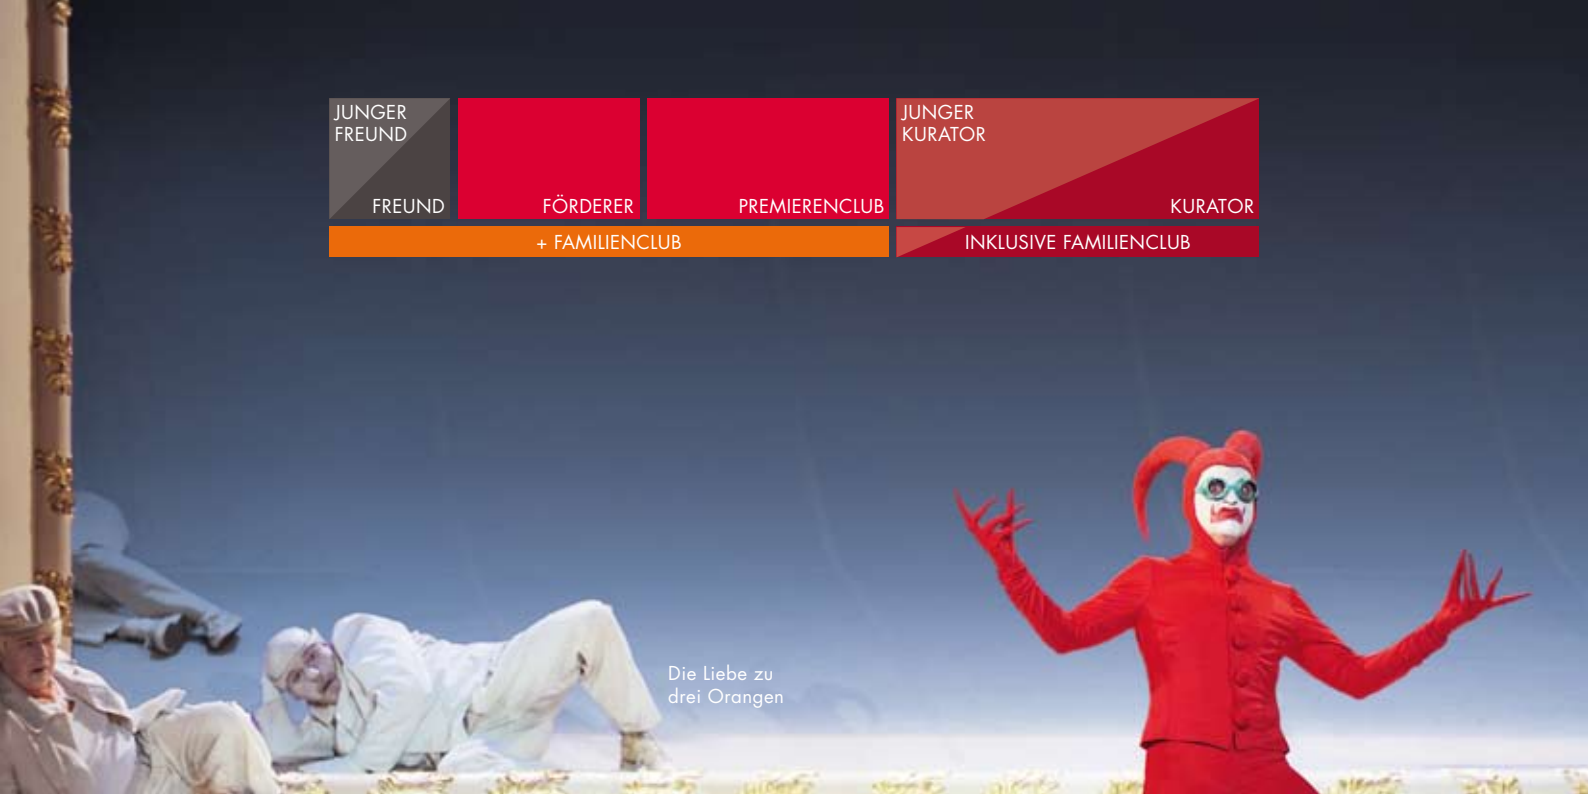 JUNGER
FREUND
FREUND
FÖRDERER
PREMIERENCLUB
JUNGER
KURATOR
KURATOR
+ FAMILIENCLUB
INKLUSIVE FAMILIENCLUB
Die Liebe zu
drei Orangen